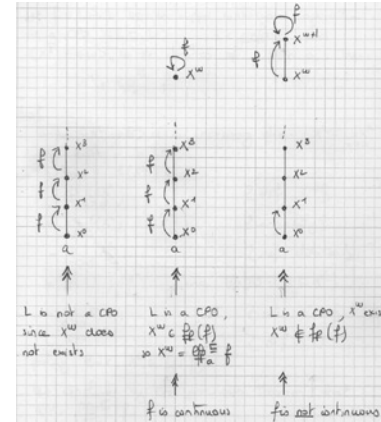 f
X^{w+1}
f
X^w
f
X^w
X^3
X^3
X^3
f
f
X^2
X^2
X^2
f
f
X^1
X^1
X^1
f
f
X^0
X^0
X^0
a
a
a
L is not a CPO
since X^w does
not exists
L is a CPO,
X^w ∈ fp(f)
so X^w = f
f is continuous
L is a CPO, X^w exis
X^w ∉ fp(f)
f is not continuous